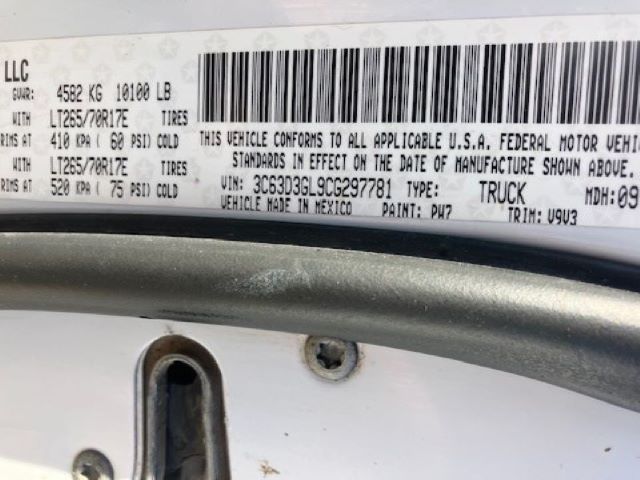 LLC
GVWR: 4582 KG 10100 LB
WITH LT265/70R17E TIRES
RIMS AT 410 KPA ( 60 PSI) COLD
WITH LT265/70R17E TIRES
RIMS AT 520 KPA ( 75 PSI) COLD
THIS VEHICLE CONFORMS TO ALL APPLICABLE U.S.A. FEDERAL MOTOR VEHIC
STANDARDS IN EFFECT ON THE DATE OF MANUFACTURE SHOWN ABOVE.
VIN: 3C63D3GL9CG297781 TYPE: TRUCK MDH: 09
VEHICLE MADE IN MEXICO PAINT: PW7 TRIM: V9V3